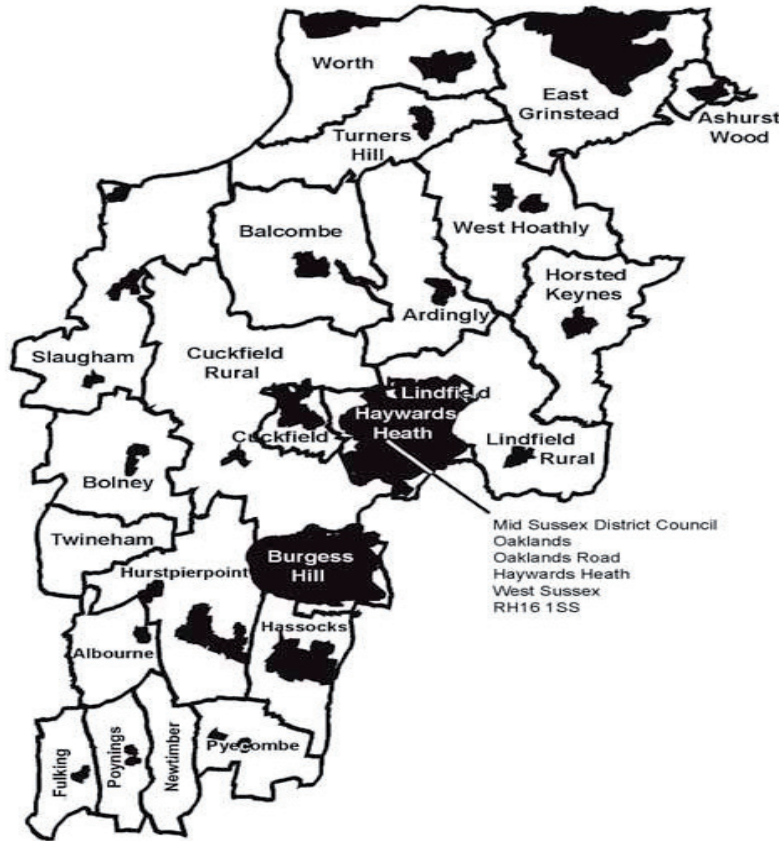 Worth
East
Grinstead
Ashurst
Wood
Turners
Hill
West Hoathly
Balcombe
Horsted
Keynes
Ardingly
Slaugham
Cuckfield
Rural
Lindfield
Haywards
Heath
Cuckfield
Lindfield
Rural
Bolney
Mid Sussex District Council
Oaklands
Oaklands Road
Haywards Heath
West Sussex
RH16 1SS
Twineham
Burgess
Hill
Hurstpierpoint
Hassocks
Albourne
Fulking
Poynings
Newtimber
Pyecombe